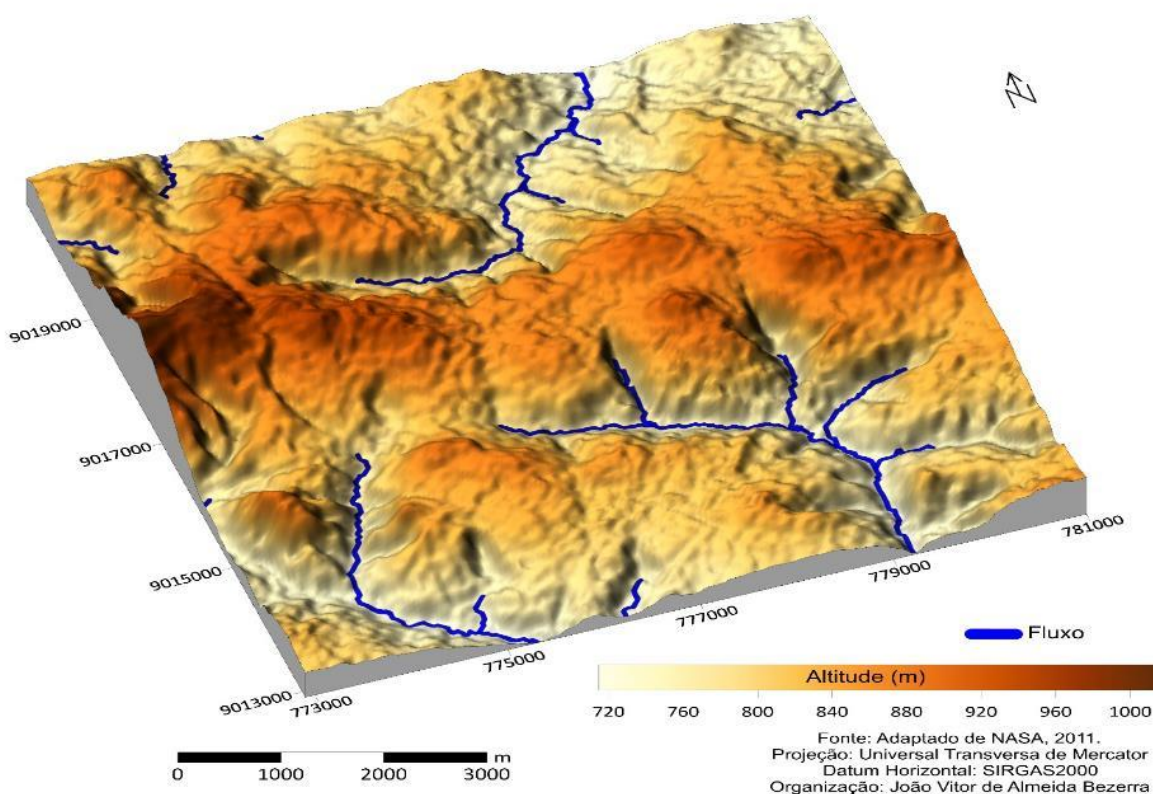 N
9019000
9017000
9015000
9013000
773000
775000
777000
779000
781000
Fluxo
Altitude (m)
720 760 800 840 880 920 960 1000
m
0 1000 2000 3000
Fonte: Adaptado de NASA, 2011.
Projeção: Universal Transversa de Mercator
Datum Horizontal: SIRGAS2000
Organização: João Vitor de Almeida Bezerra